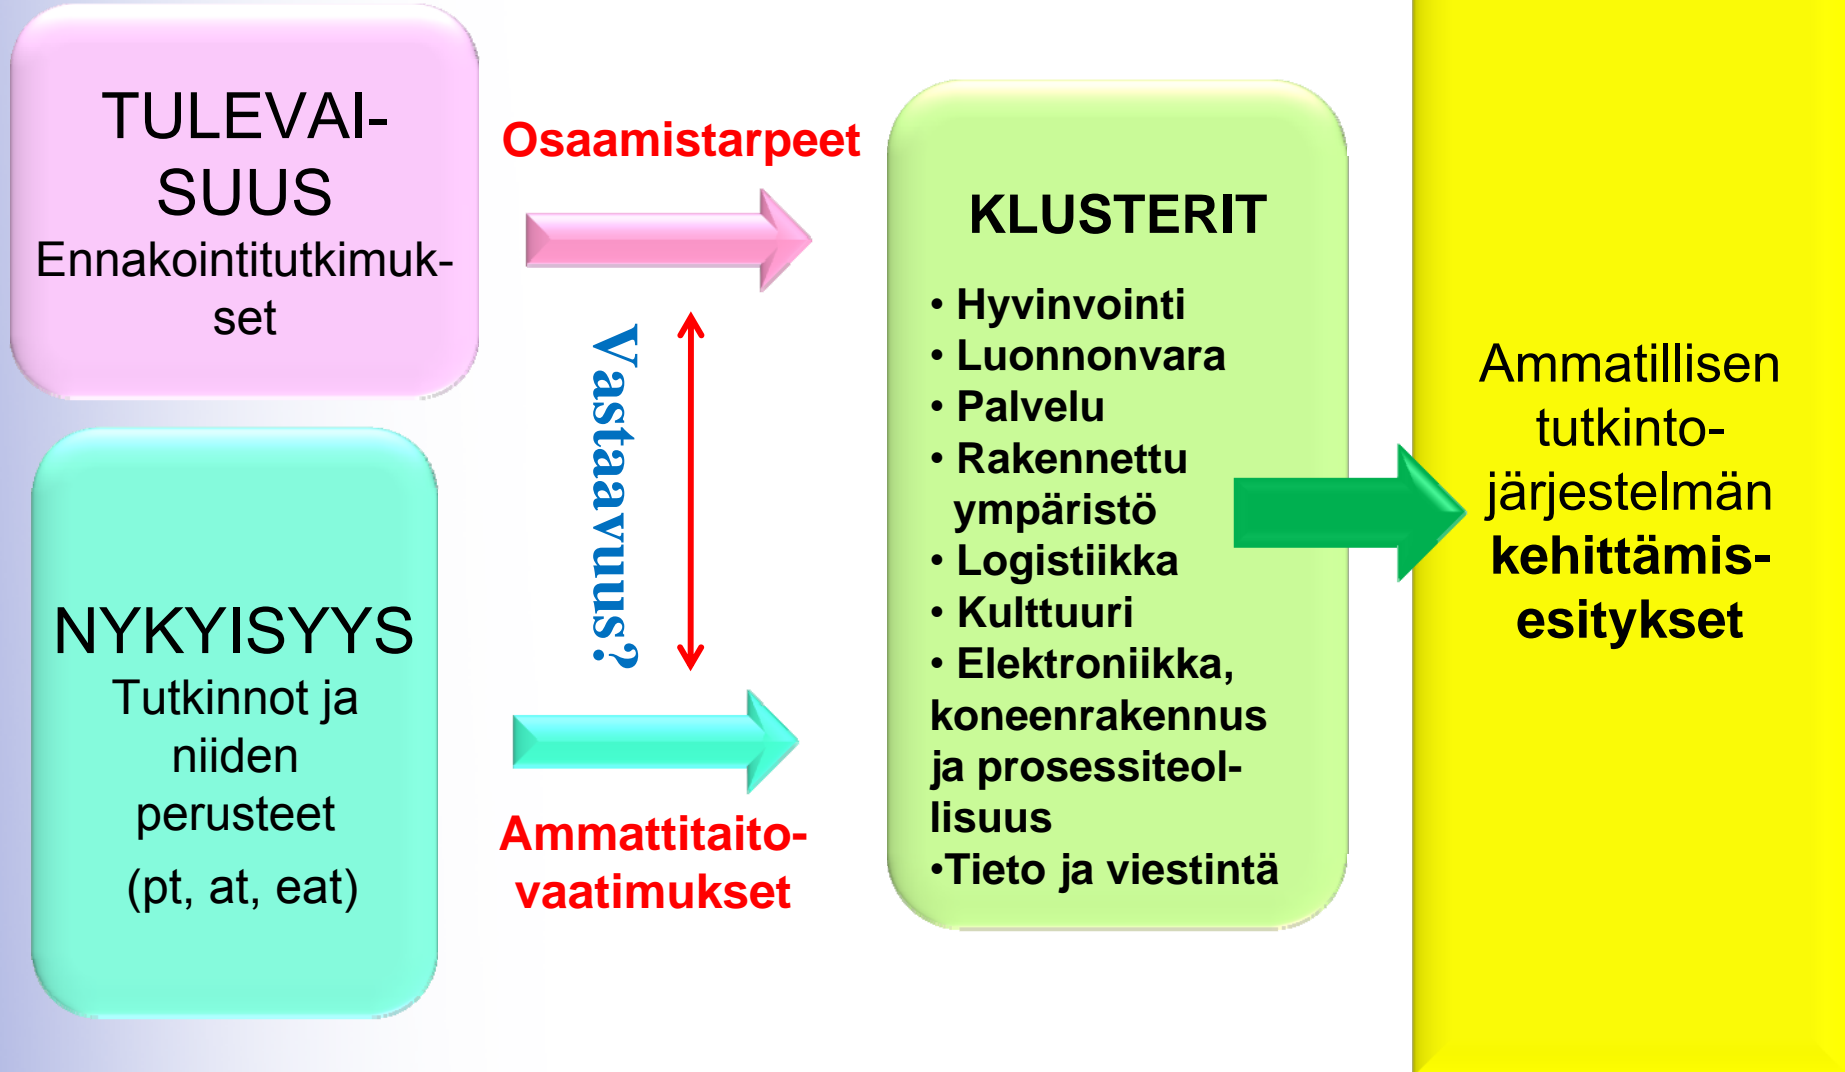 TULEVAI-
SUUS
Ennakointitutkimuk-
set
NYKYISYYS
Tutkinnot ja
niiden
perusteet
(pt, at, eat)
Osaamistarpeet
Vastaavuus?
Ammattitaito-
vaatimukset
KLUSTERIT
• Hyvinvointi
• Luonnonvara
• Palvelu
• Rakennettu
ympäristö
• Logistiikka
• Kulttuuri
• Elektroniikka,
koneenrakennus
ja prosessiteol-
lisuus
•Tieto ja viestintä
Ammatillisen
tutkinto-
järjestelmän
kehittämis-
esitykset